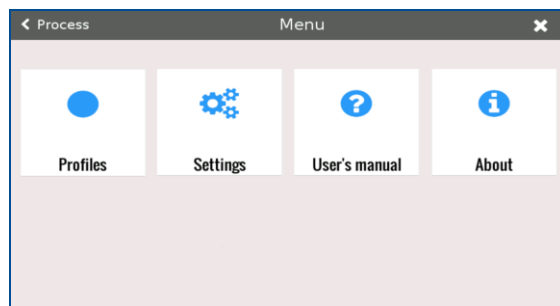 Process
Menu
Profiles
Settings
User's manual
About